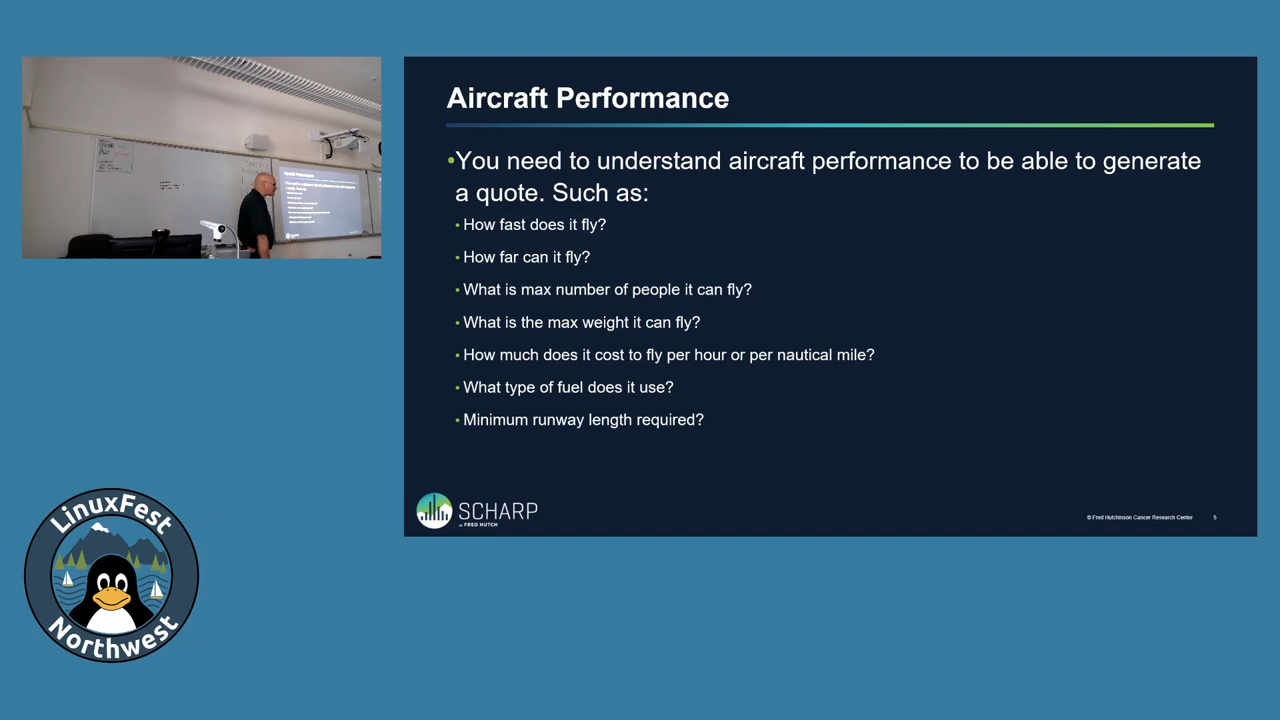 Aircraft Performance
•You need to understand aircraft performance to be able to generate
a quote. Such as:
• How fast does it fly?
• How far can it fly?
• What is max number of people it can fly?
• What is the max weight it can fly?
• How much does it cost to fly per hour or per nautical mile?
• What type of fuel does it use?
• Minimum runway length required?
SCHARP
at FRED HUTCH
© Fred Hutchinson Cancer Research Center
5
LinuxFest
Northwest